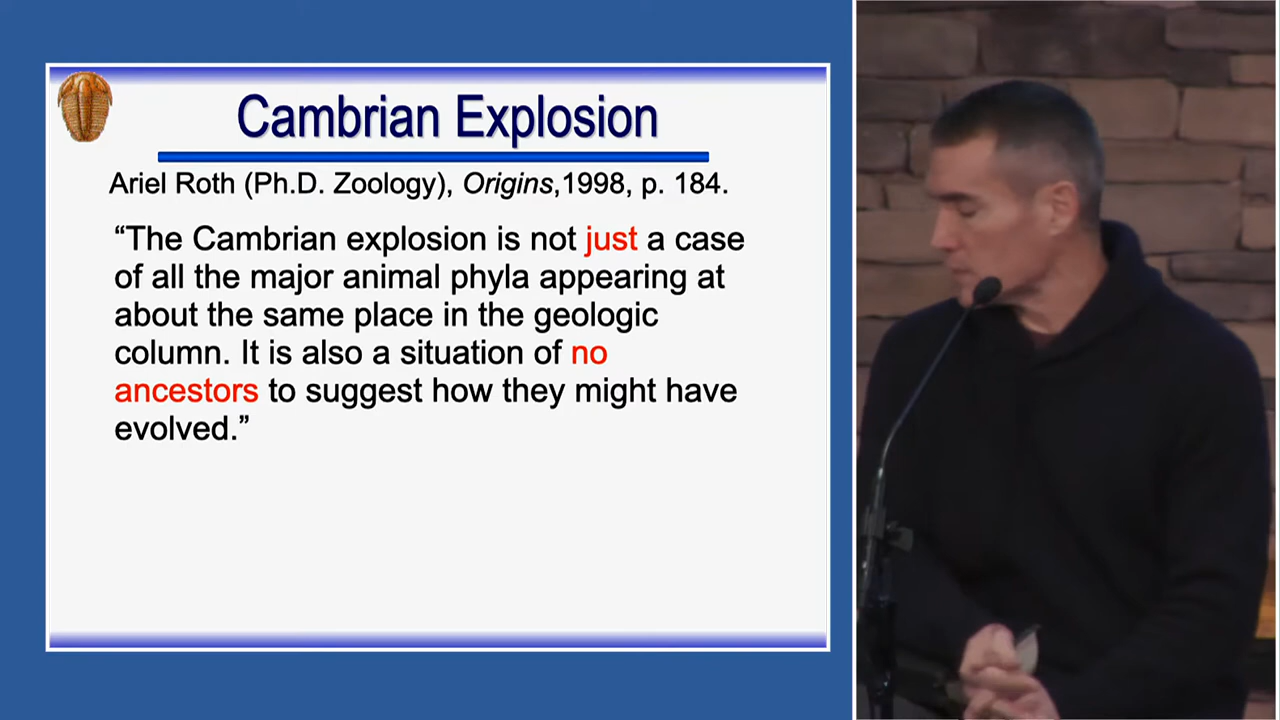 Cambrian Explosion
Ariel Roth (Ph.D. Zoology), Origins,1998, p. 184.
“The Cambrian explosion is not just a case
of all the major animal phyla appearing at
about the same place in the geologic
column. It is also a situation of no
ancestors to suggest how they might have
evolved.”